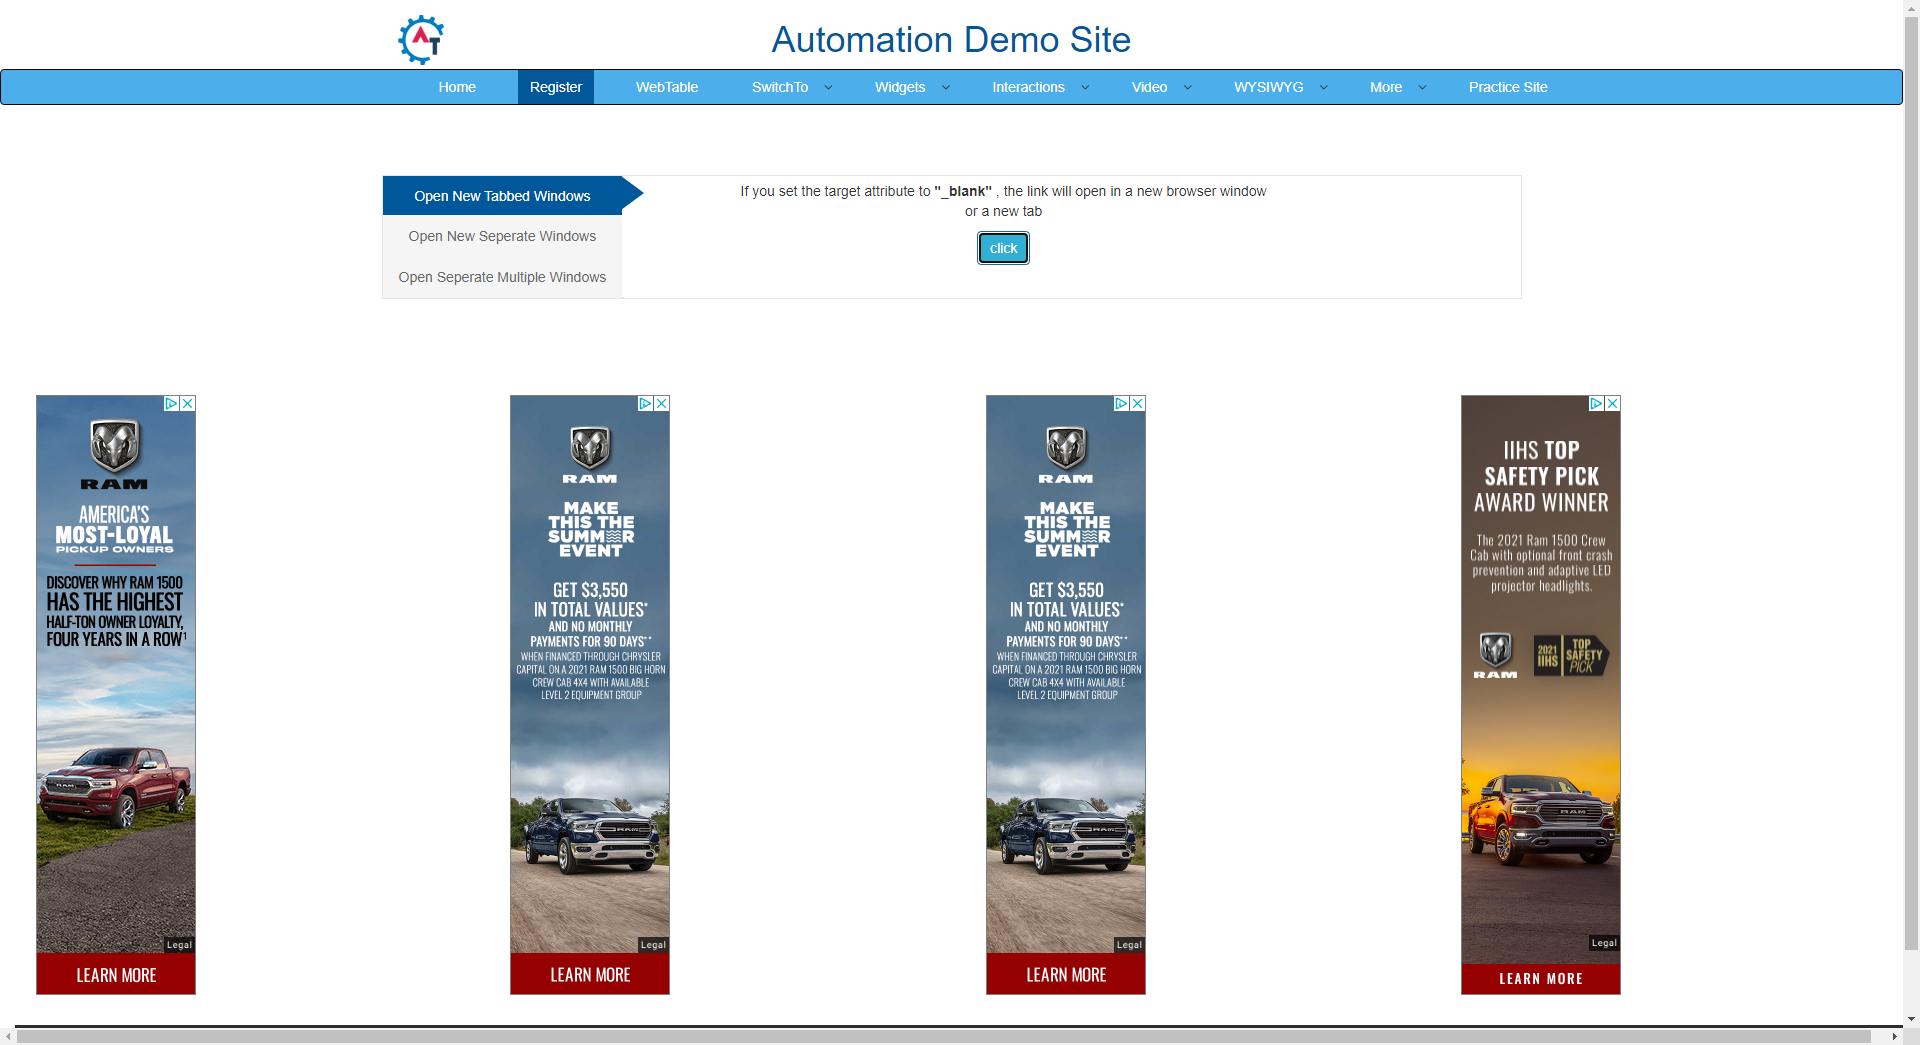 AT
Automation Demo Site
Home Register WebTable SwitchTo Widgets Interactions Video WYSIWYG More Practice Site
Open New Tabbed Windows
Open New Seperate Windows
Open Seperate Multiple Windows
If you set the target attribute to "_blank" , the link will open in a new browser window
or a new tab
click
RAM
AMERICA'S
MOST-LOYAL
PICKUP OWNERS
DISCOVER WHY RAM 1500
HAS THE HIGHEST
HALF-TON OWNER LOYALTY,
FOUR YEARS IN A ROW¹
Legal
LEARN MORE
RAM
MAKE
THIS THE
SUMMER
EVENT
GET $3,550
IN TOTAL VALUES*
AND NO MONTHLY
PAYMENTS FOR 90 DAYS**
WHEN FINANCED THROUGH CHRYSLER
CAPITAL ON A 2021 RAM 1500 BIG HORN
CREW CAB 4X4 WITH AVAILABLE
LEVEL 2 EQUIPMENT GROUP
RAM
Legal
LEARN MORE
RAM
MAKE
THIS THE
SUMMER
EVENT
GET $3,550
IN TOTAL VALUES*
AND NO MONTHLY
PAYMENTS FOR 90 DAYS**
WHEN FINANCED THROUGH CHRYSLER
CAPITAL ON A 2021 RAM 1500 BIG HORN
CREW CAB 4X4 WITH AVAILABLE
LEVEL 2 EQUIPMENT GROUP
RAM
Legal
LEARN MORE
IIHS TOP
SAFETY PICK
AWARD WINNER
The 2021 Ram 1500 Crew
Cab with optional front crash
prevention and adaptive LED
projector headlights.
RAM
2021
IIHS
TOP
SAFETY
PICK
RAM
Legal
LEARN MORE